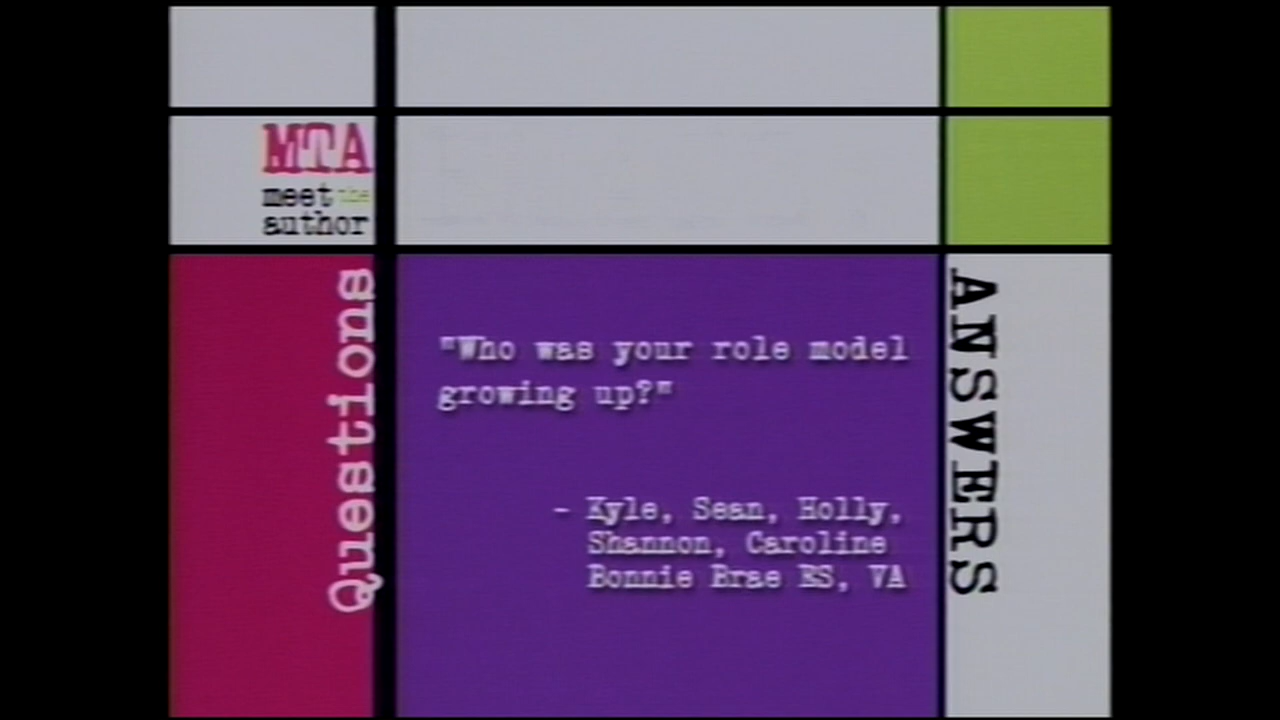 MTA
meet the
author
Questions
"Who was your role model
growing up?"
- Kyle, Sean, Holly,
Shannon, Caroline
Bonnie Brae ES, VA
ANSWERS